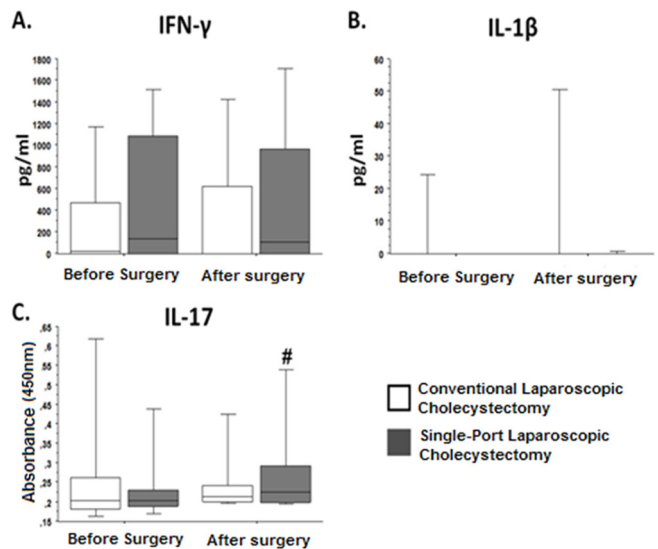 A.
IFN-γ
1800
1600
1400
1200
1000
800
600
400
200
0
pg/ml
Before Surgery
After surgery
B.
IL-1β
60
50
40
30
20
10
0
pg/ml
Before Surgery
After surgery
C.
IL-17
,65
,6
,55
,5
,45
,4
,35
,3
,25
,2
,15
Absorbance (450nm)
#
Before Surgery
After surgery
Conventional Laparoscopic
Cholecystectomy
Single-Port Laparoscopic
Cholecystectomy